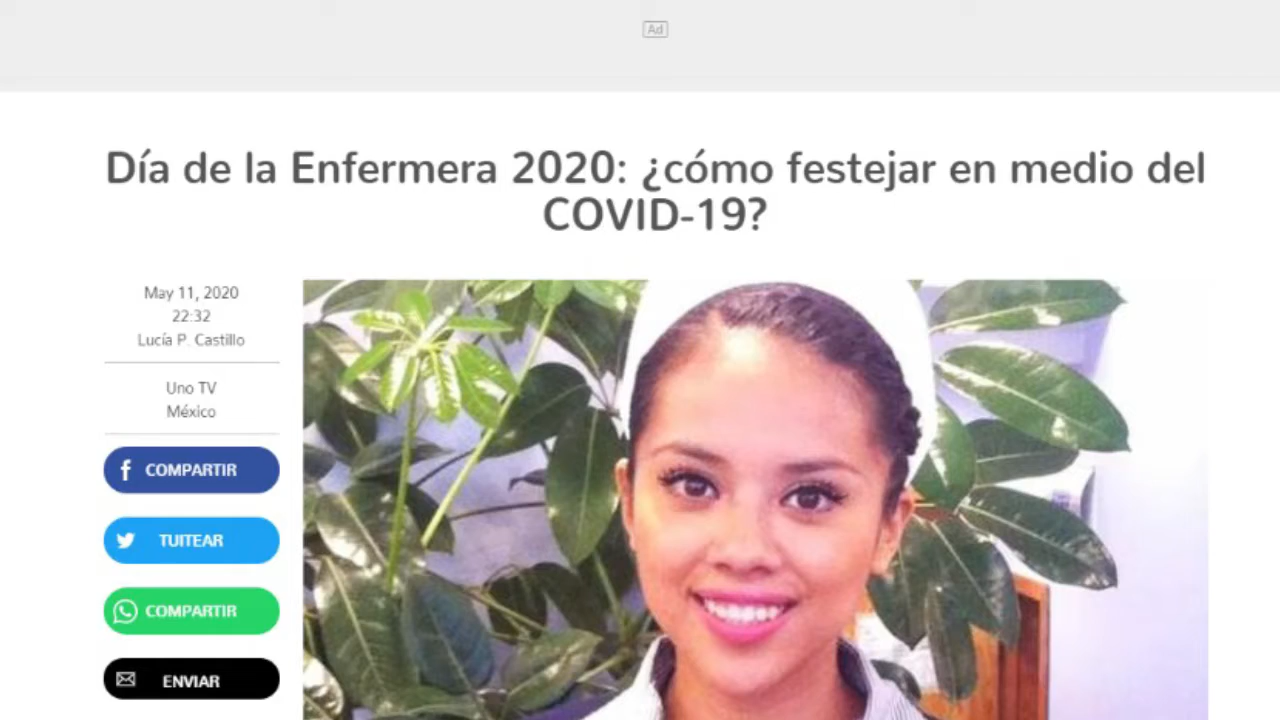 Ad
Día de la Enfermera 2020: ¿cómo festejar en medio del
COVID-19?
May 11, 2020
22:32
Lucía P. Castillo
Uno TV
México
COMPARTIR
TUITEAR
COMPARTIR
ENVIAR